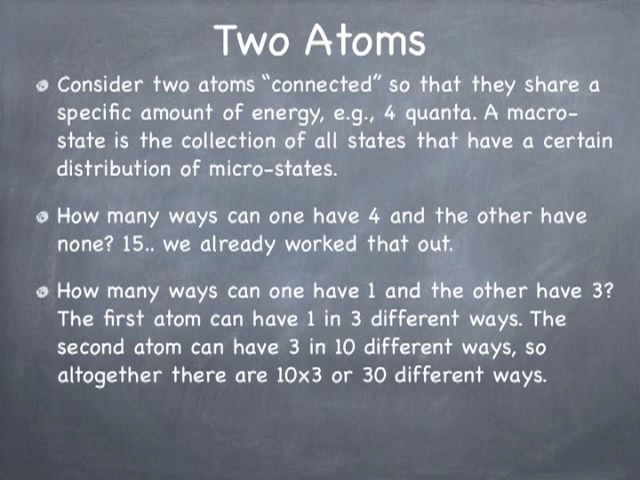 Two Atoms
Consider two atoms “connected” so that they share a
specific amount of energy, e.g., 4 quanta. A macro-
state is the collection of all states that have a certain
distribution of micro-states.
How many ways can one have 4 and the other have
none? 15.. we already worked that out.
How many ways can one have 1 and the other have 3?
The first atom can have 1 in 3 different ways. The
second atom can have 3 in 10 different ways, so
altogether there are 10x3 or 30 different ways.